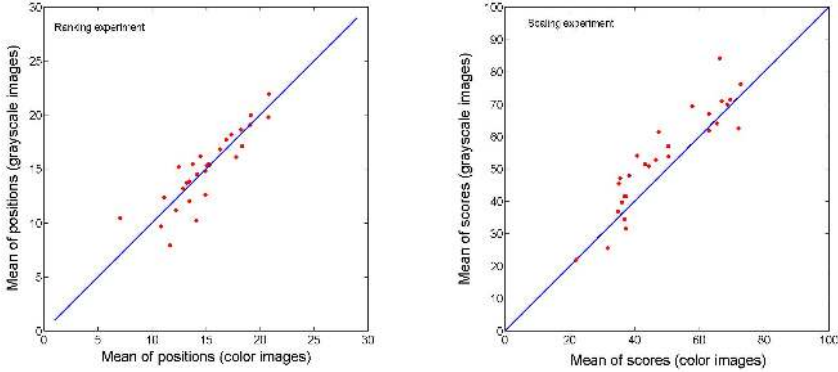 30
25
20
15
10
5
0
0 5 10 15 20 25 30
Ranking experiment
Mean of positions (grayscale images)
Mean of positions (color images)
100
90
80
70
60
50
40
30
20
10
0
0 20 40 60 80 100
Scaling experiment
Mean of scores (grayscale images)
Mean of scores (color images)